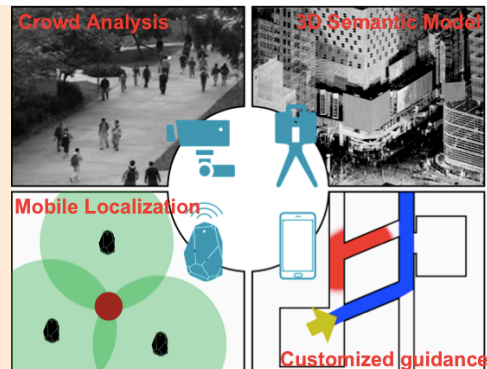 Crowd Analysis
3D Semantic Model
Mobile Localization
Customized guidance